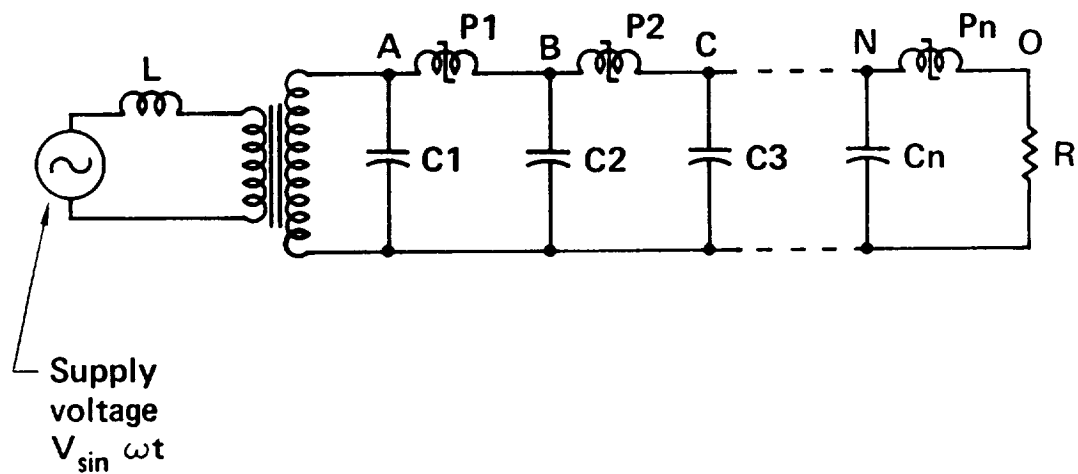 P1 P2 Pn
A B C N O
L
C1 C2 C3 Cn R
Supply
voltage
V sin ωt